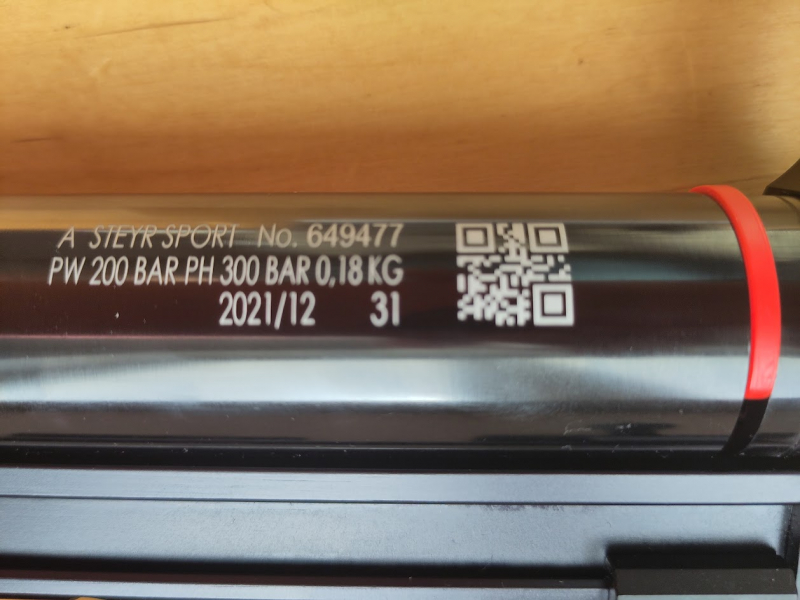 A STEYR SPORT No. 649477
PW 200 BAR PH 300 BAR 0,18 KG
2021/12 31